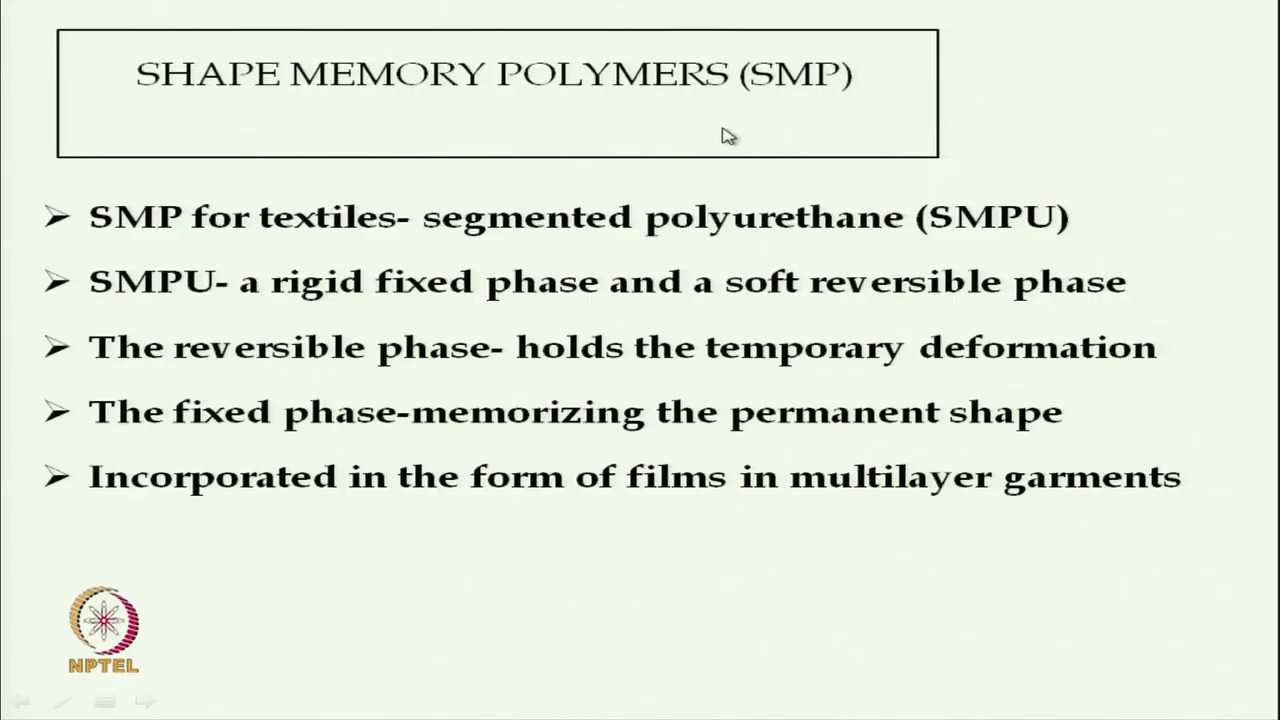 SHAPE MEMORY POLYMERS (SMP)
SMP for textiles- segmented polyurethane (SMPU)
SMPU- a rigid fixed phase and a soft reversible phase
The reversible phase- holds the temporary deformation
The fixed phase-memorizing the permanent shape
Incorporated in the form of films in multilayer garments
NPTEL